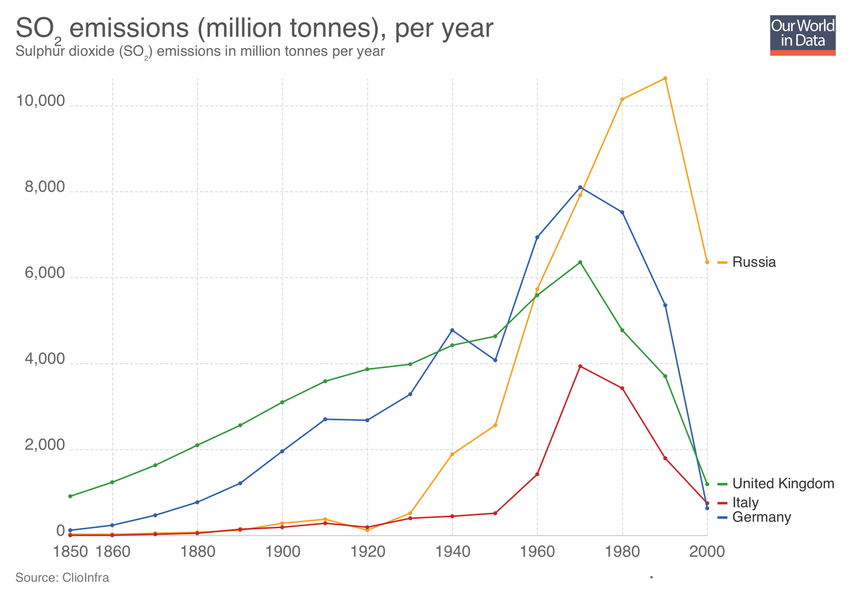 SO₂ emissions (million tonnes), per year
Sulphur dioxide (SO₂) emissions in million tonnes per year
Our World
in Data
10,000
8,000
6,000
4,000
2,000
0
1850 1860 1880 1900 1920 1940 1960 1980 2000
Russia
United Kingdom
Italy
Germany
Source: ClioInfra